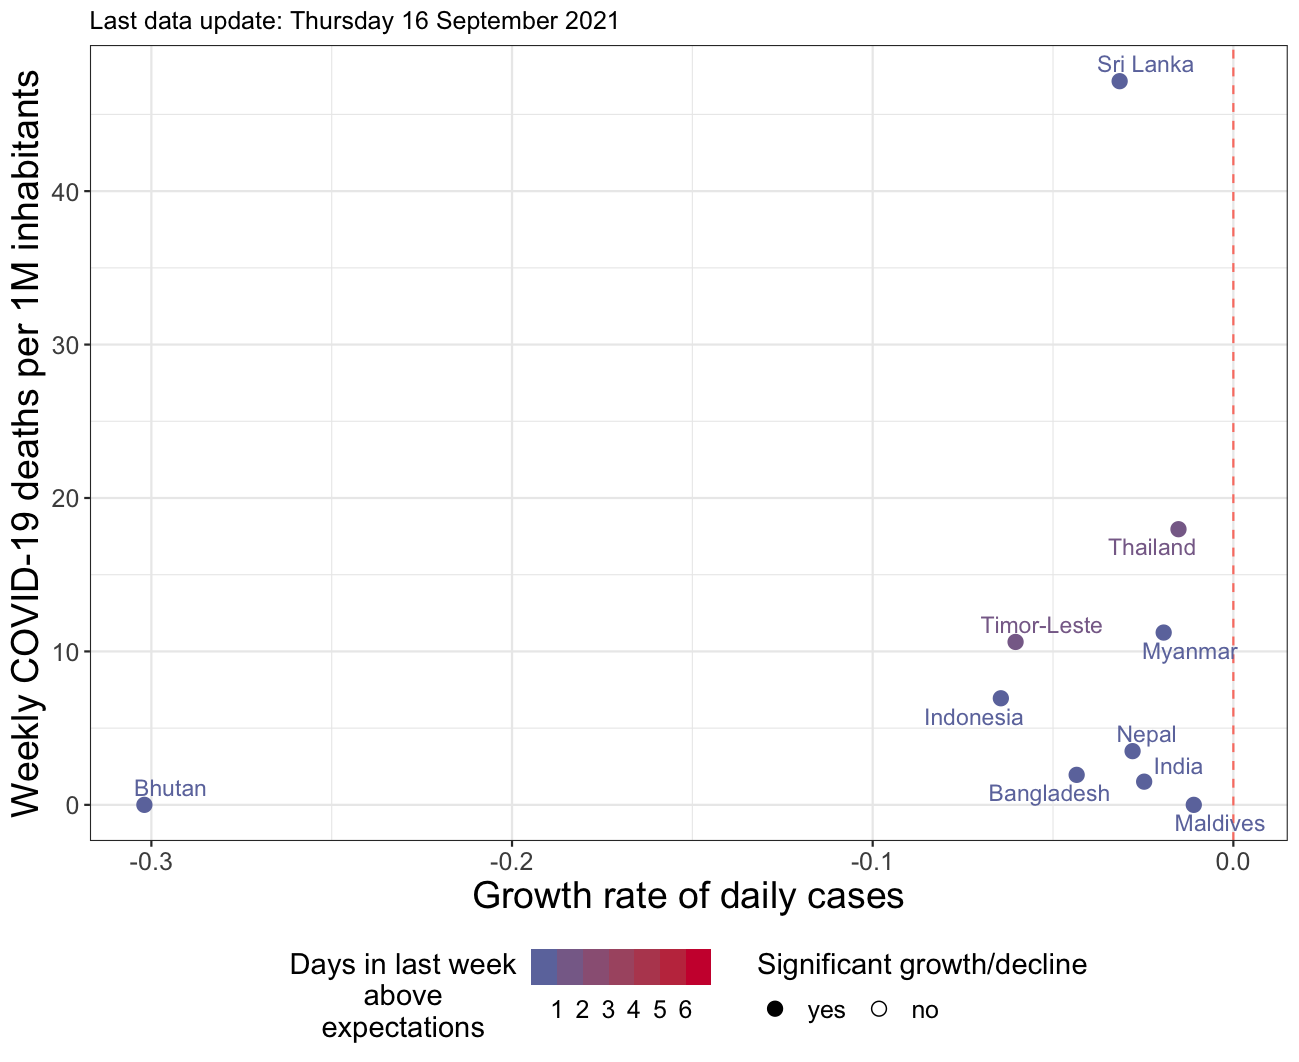 Last data update: Thursday 16 September 2021
Weekly COVID-19 deaths per 1M inhabitants
40
30
20
10
0
Sri Lanka
Thailand
Timor-Leste
Myanmar
Indonesia
Nepal
India
Bhutan
Bangladesh
Maldives
-0.3
-0.2
-0.1
0.0
Growth rate of daily cases
Days in last week
above
expectations
1 2 3 4 5 6
Significant growth/decline
yes
no